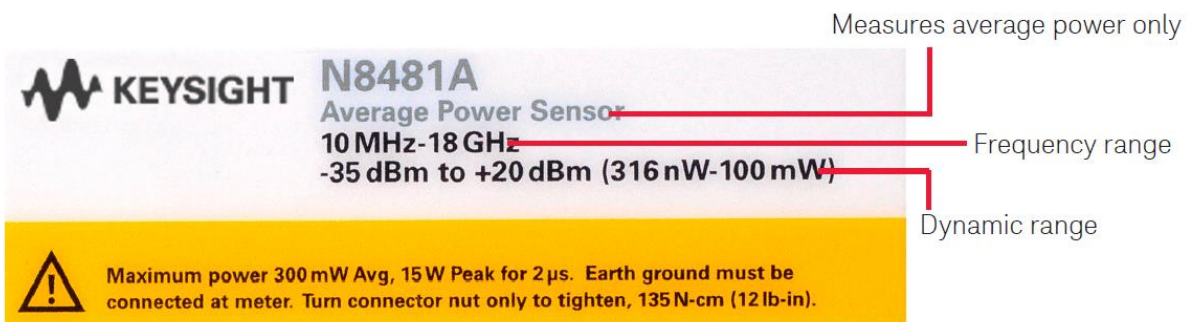 Measures average power only
KEYSIGHT
N8481A
Average Power Sensor
10 MHz-18 GHz
Frequency range
-35 dBm to +20 dBm (316 nW-100 mW)
Dynamic range
Maximum power 300 mW Avg, 15 W Peak for 2 µs. Earth ground must be
connected at meter. Turn connector nut only to tighten, 135 N-cm (12 lb-in).